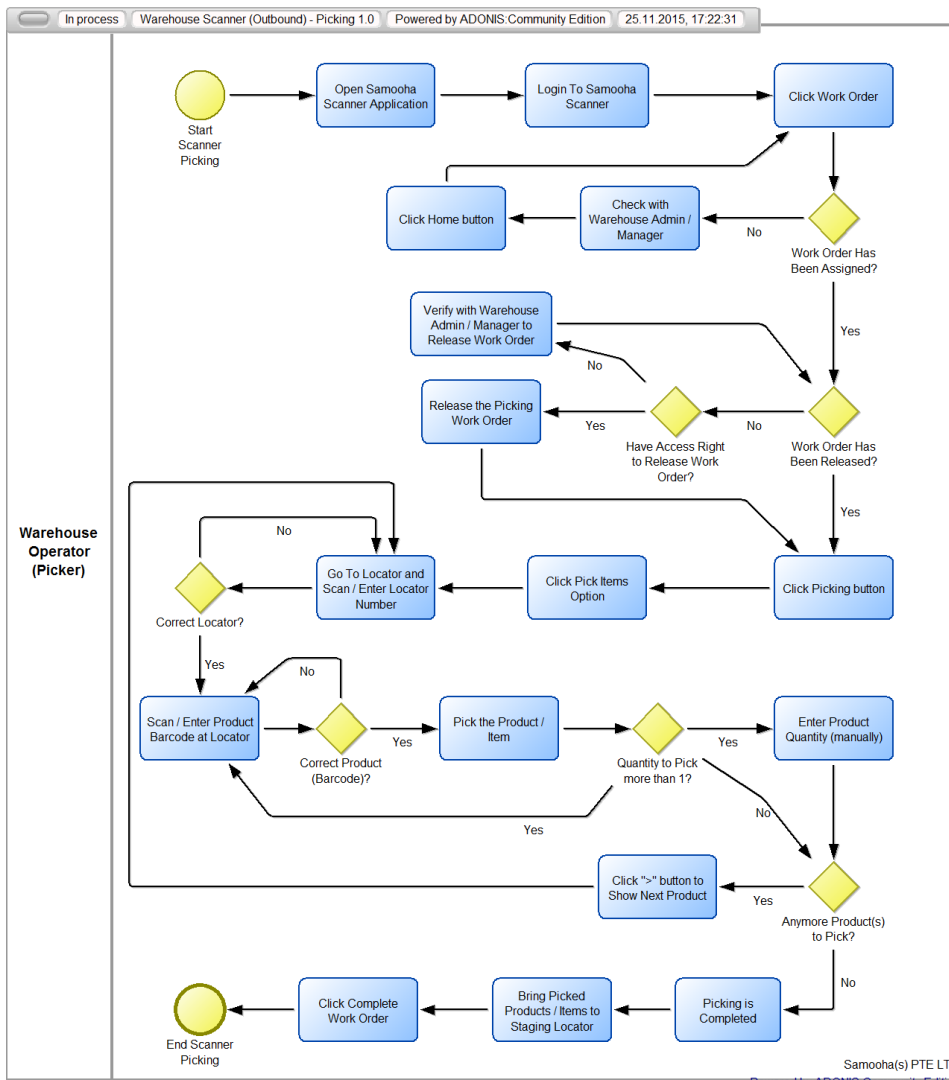 In process
Warehouse Scanner (Outbound) - Picking 1.0
Powered by ADONIS:Community Edition
25.11.2015, 17:22:31
Warehouse
Operator
(Picker)
Start
Scanner
Picking
Open Samooha
Scanner Application
Login To Samooha
Scanner
Click Work Order
Click Home button
Check with
Warehouse Admin /
Manager
No
Work Order Has
Been Assigned?
Yes
Verify with Warehouse
Admin / Manager to
Release Work Order
No
Release the Picking
Work Order
Yes
Have Access Right
to Release Work
Order?
No
Work Order Has
Been Released?
Yes
No
Correct Locator?
Go To Locator and
Scan / Enter Locator
Number
Click Pick Items
Option
Click Picking button
Yes
No
Scan / Enter Product
Barcode at Locator
Correct Product
(Barcode)?
Yes
Pick the Product /
Item
Quantity to Pick
more than 1?
Yes
Enter Product
Quantity (manually)
Yes
No
Click ">" button to
Show Next Product
Yes
Anymore Product(s)
to Pick?
No
End Scanner
Picking
Click Complete
Work Order
Bring Picked
Products / Items to
Staging Locator
Picking is
Completed
Samooha(s) PTE LT